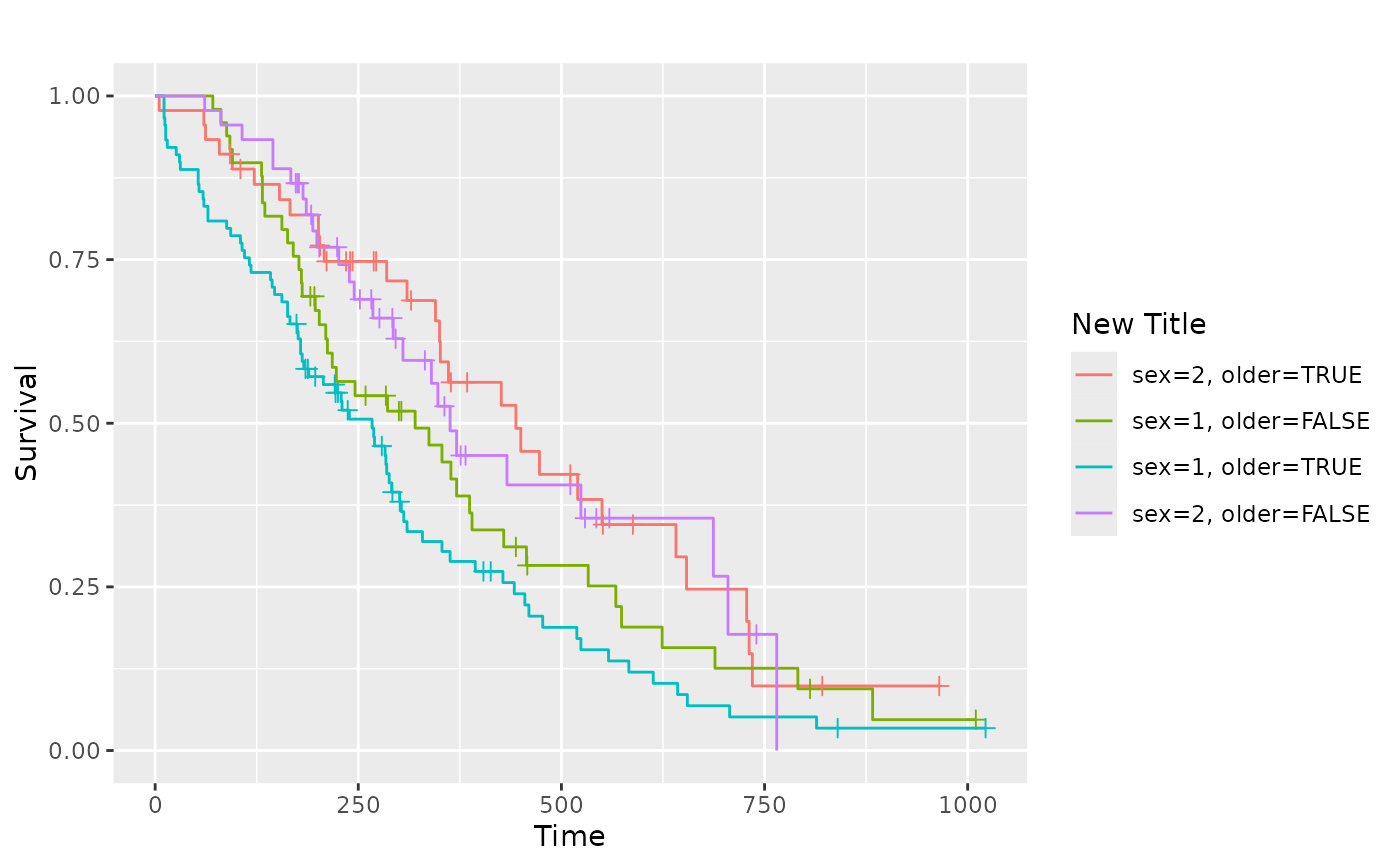 1.00
0.75
0.50
0.25
0.00
Survival
0
250
500
750
1000
Time
New Title
sex=2, older=TRUE
sex=1, older=FALSE
sex=1, older=TRUE
sex=2, older=FALSE